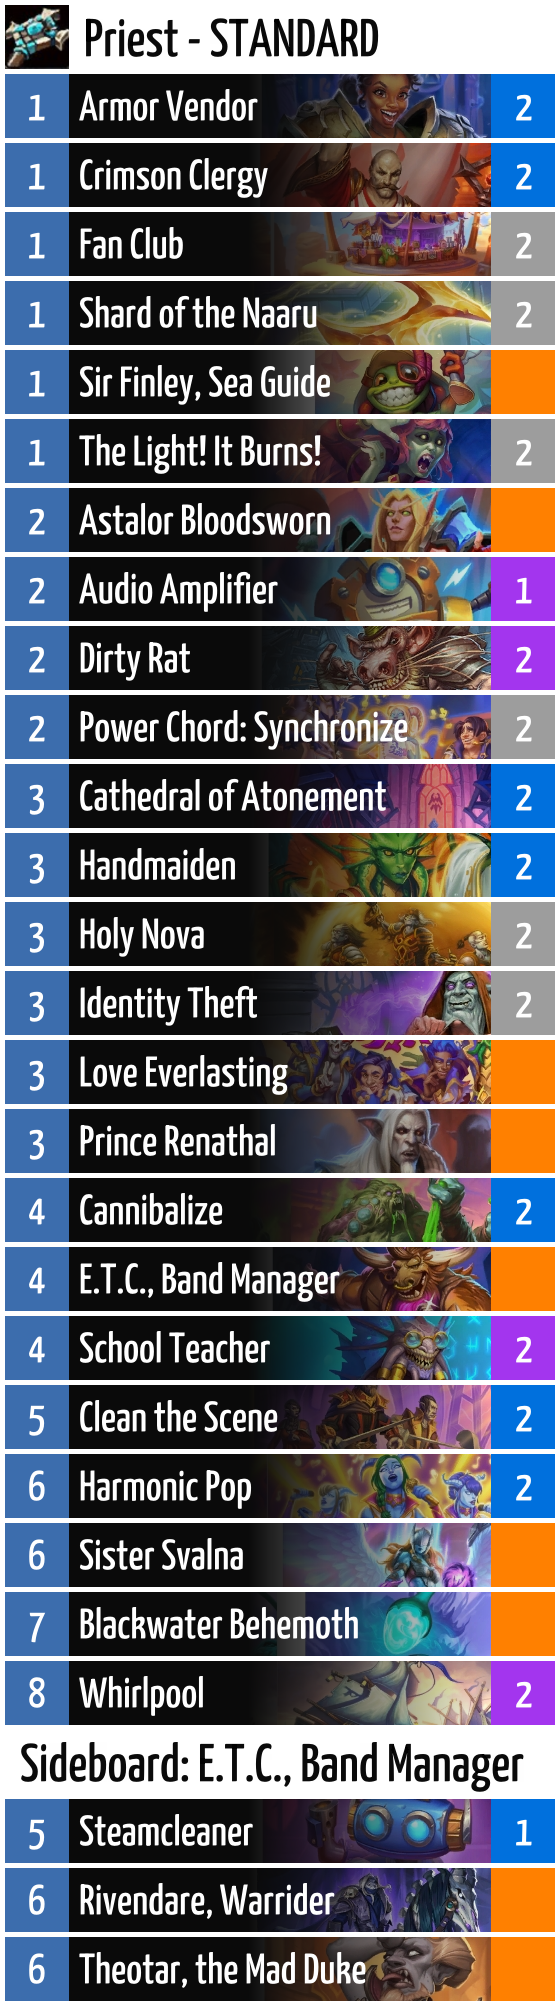 Priest - STANDARD
1 Armor Vendor 2
1 Crimson Clergy 2
1 Fan Club 2
1 Shard of the Naaru 2
1 Sir Finley, Sea Guide
1 The Light! It Burns! 2
2 Astalor Bloodsworn
2 Audio Amplifier 1
2 Dirty Rat 2
2 Power Chord: Synchronize 2
3 Cathedral of Atonement 2
3 Handmaiden 2
3 Holy Nova 2
3 Identity Theft 2
3 Love Everlasting
3 Prince Renathal
4 Cannibalize 2
4 E.T.C., Band Manager
4 School Teacher 2
5 Clean the Scene 2
6 Harmonic Pop 2
6 Sister Svalna
7 Blackwater Behemoth
8 Whirlpool 2
Sideboard: E.T.C., Band Manager
5 Steamcleaner 1
6 Rivendare, Warrider
6 Theotar, the Mad Duke